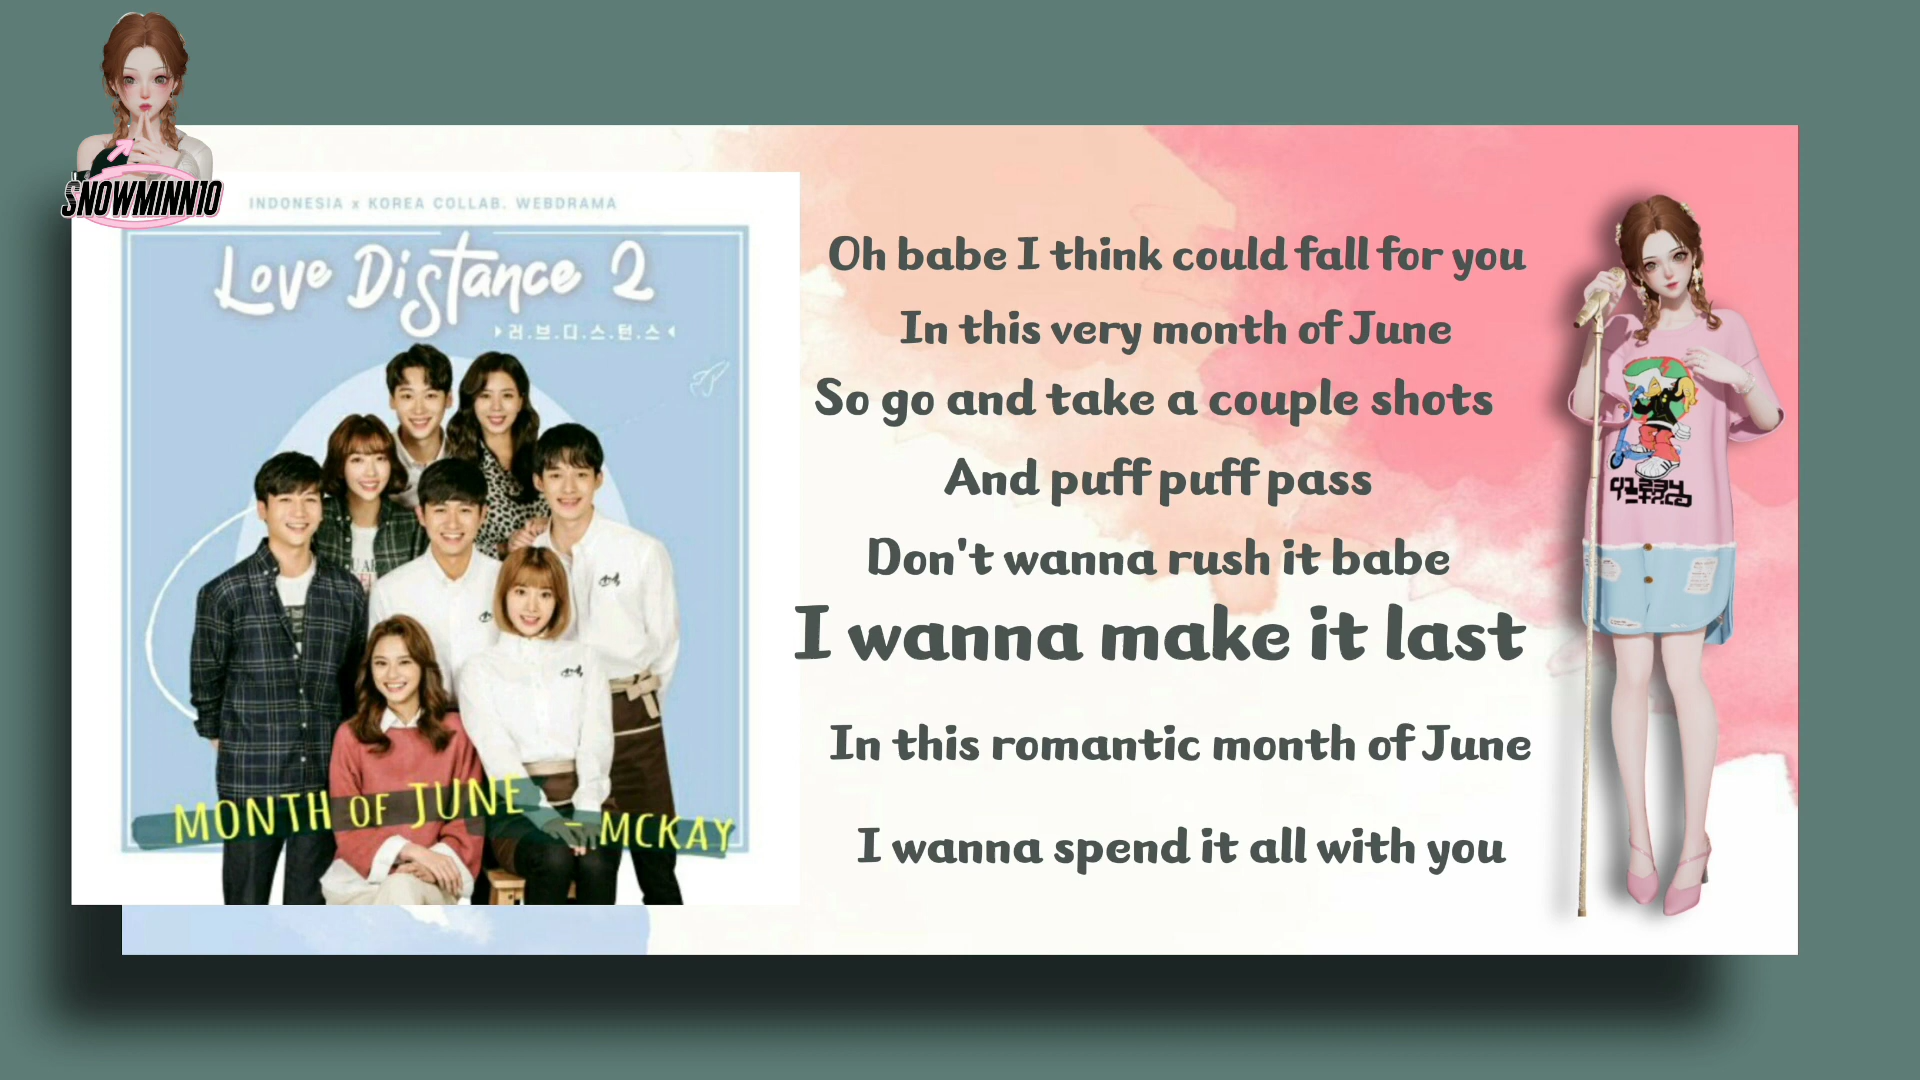 SNOWMINN10
INDONESIA x KOREA COLLAB. WEBDRAMA
Love Distance 2
러.브.디.스.턴.스
MONTH OF JUNE - MCKAY
Oh babe I think could fall for you
In this very month of June
So go and take a couple shots
And puff puff pass
Don't wanna rush it babe
I wanna make it last
In this romantic month of June
I wanna spend it all with you